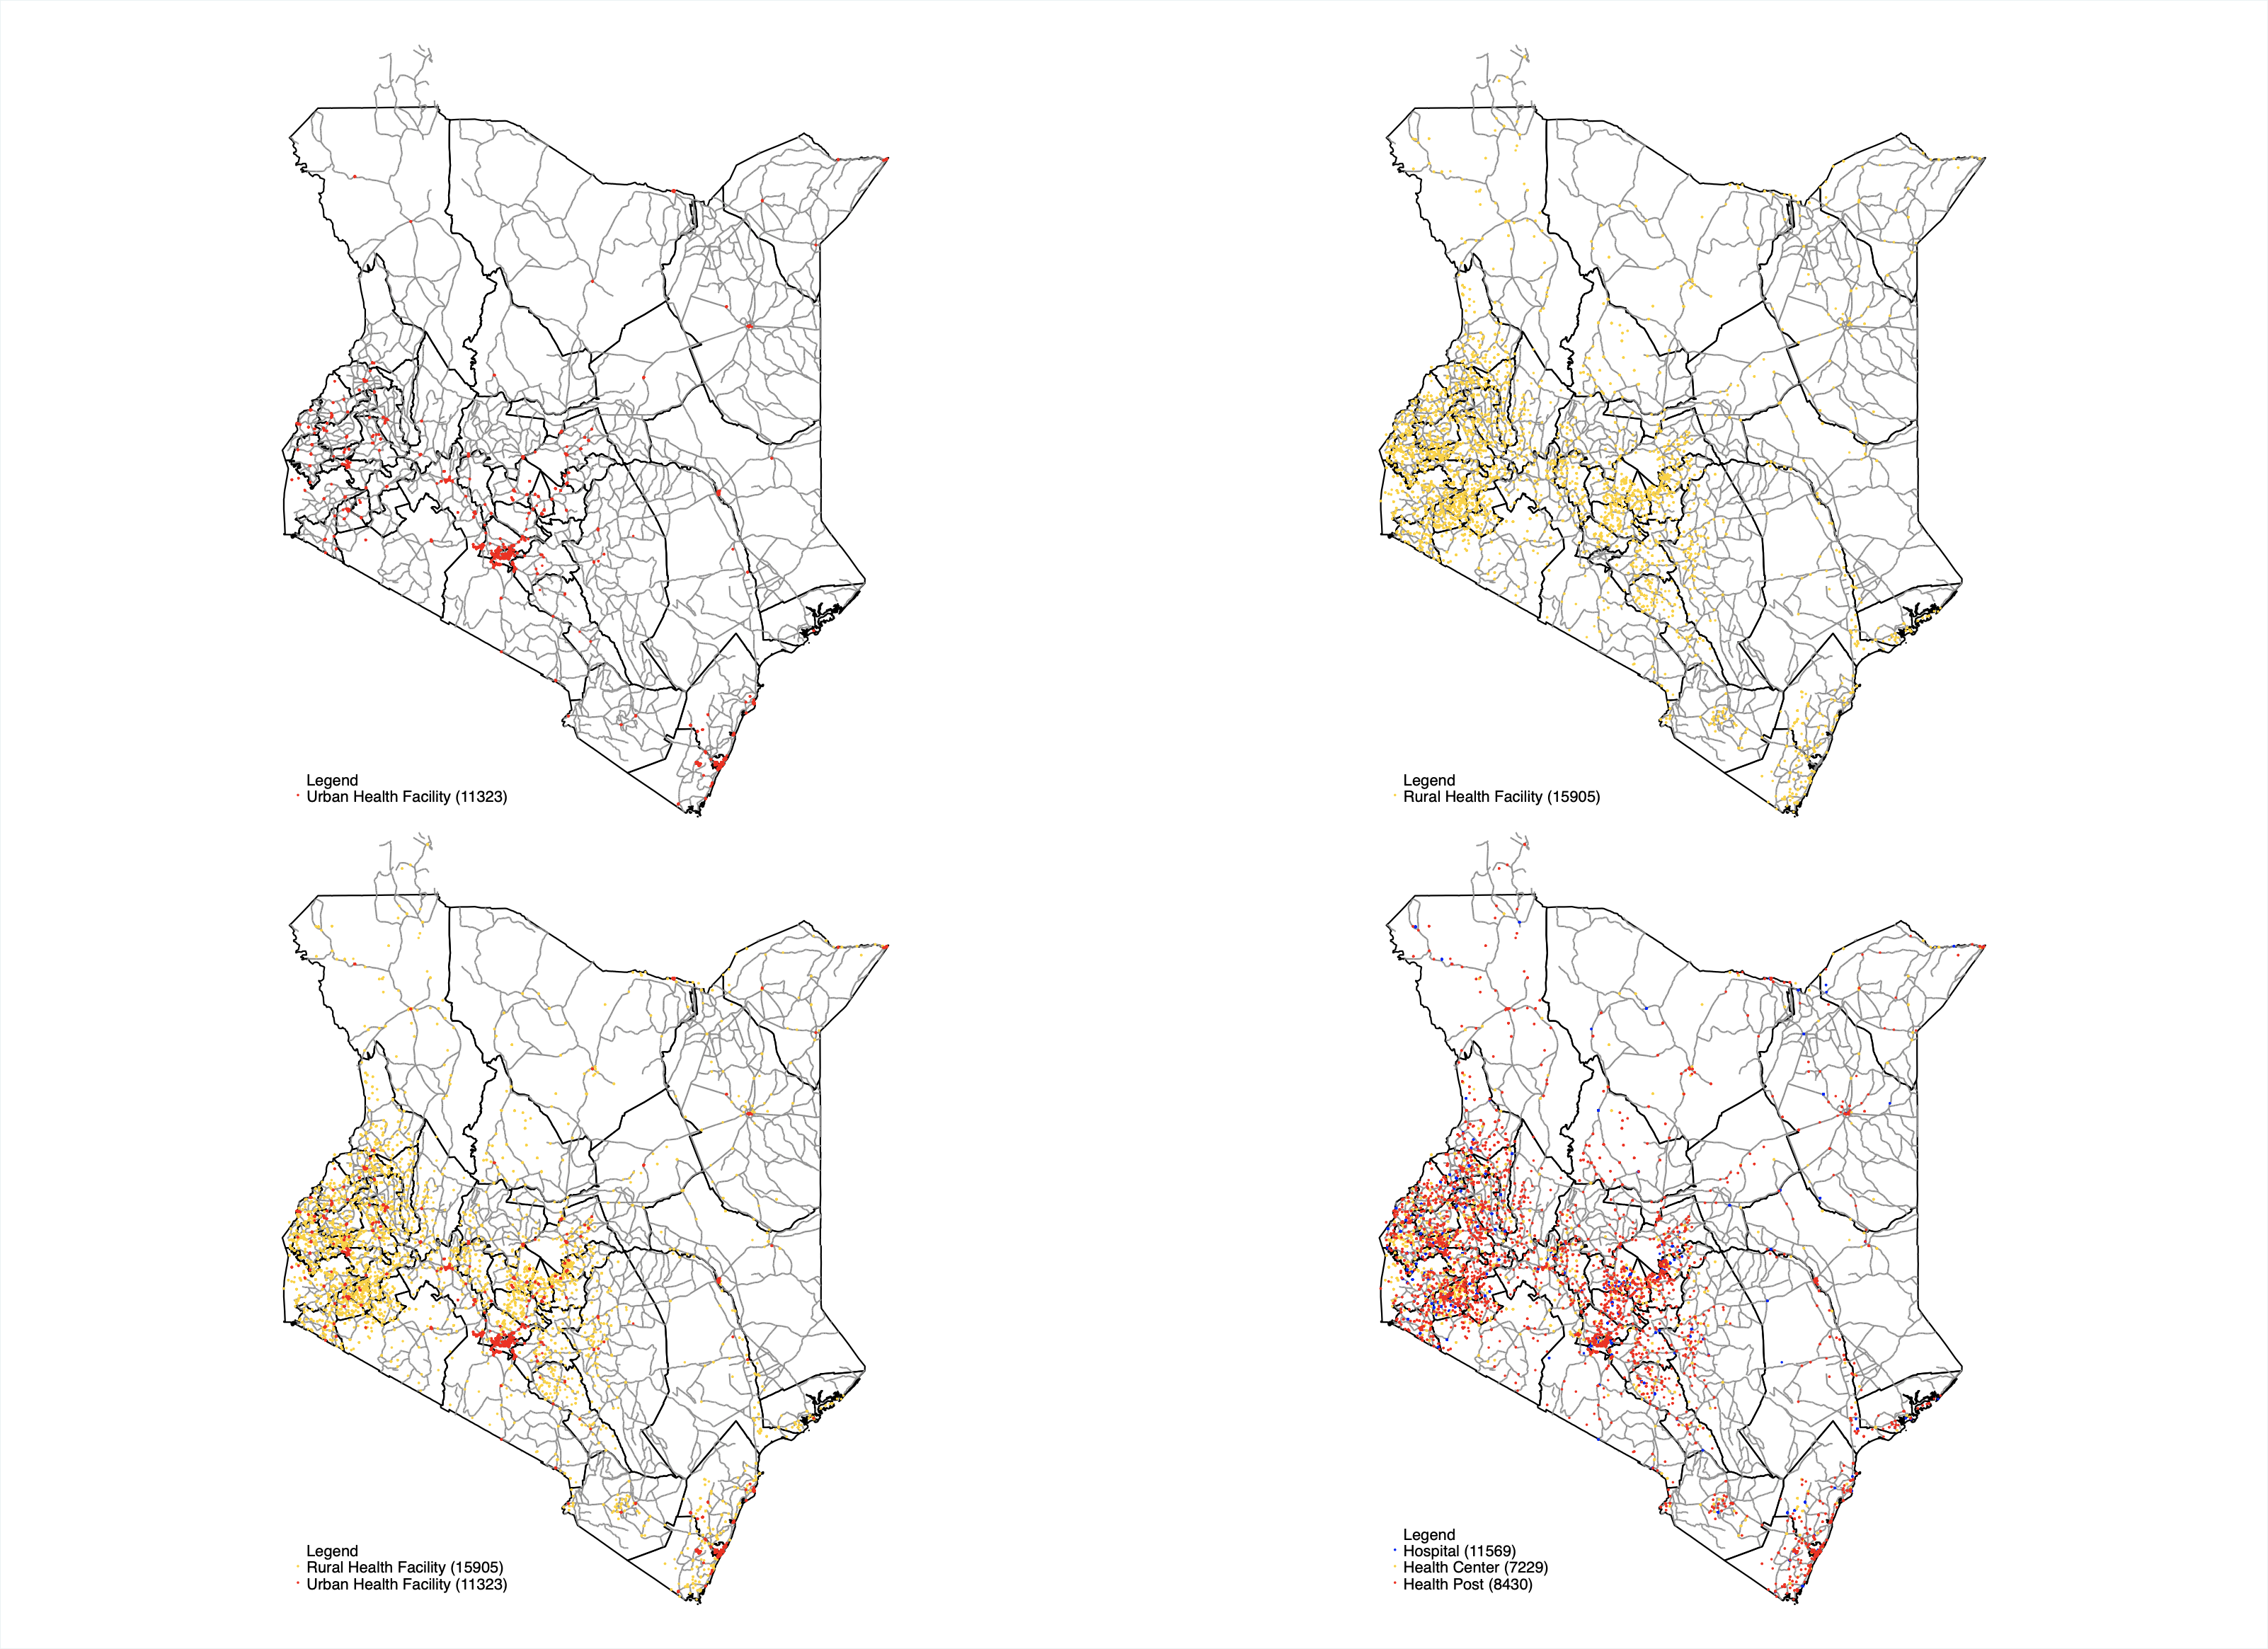 Legend
Urban Health Facility (11323)
Legend
Rural Health Facility (15905)
Legend
Rural Health Facility (15905)
Urban Health Facility (11323)
Legend
Hospital (11569)
Health Center (7229)
Health Post (8430)